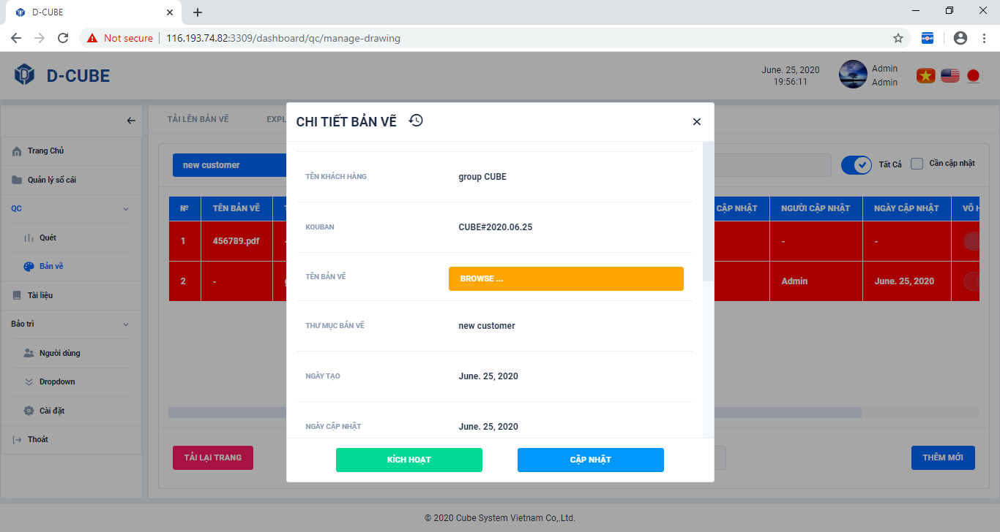 D-CUBE
Not secure 116.193.74.82:3309/dashboard/qc/manage-drawing
D-CUBE
June. 25, 2020
19:56:11
Admin
Admin
Trang Chủ
Quản lý sổ cái
QC
Quét
Bản vẽ
Tài liệu
Bảo trì
Người dùng
Dropdown
Cài đặt
Thoát
TẢI LÊN BẢN VẼ EXPL
new customer
Tất Cả
Cần cập nhật
№ TÊN BẢN VẼ CẬP NHẬT NGƯỜI CẬP NHẬT NGÀY CẬP NHẬT
1 456789.pdf - -
2 - Admin June. 25, 2020
CHI TIẾT BẢN VẼ
TÊN KHÁCH HÀNG group CUBE
KOUBAN CUBE#2020.06.25
TÊN BẢN VẼ BROWSE ...
THƯ MỤC BẢN VẼ new customer
NGÀY TẠO June. 25, 2020
NGÀY CẬP NHẬT June. 25, 2020
KÍCH HOẠT CẬP NHẬT
TẢI LẠI TRANG
THÊM MỚI
© 2020 Cube System Vietnam Co,.Ltd.